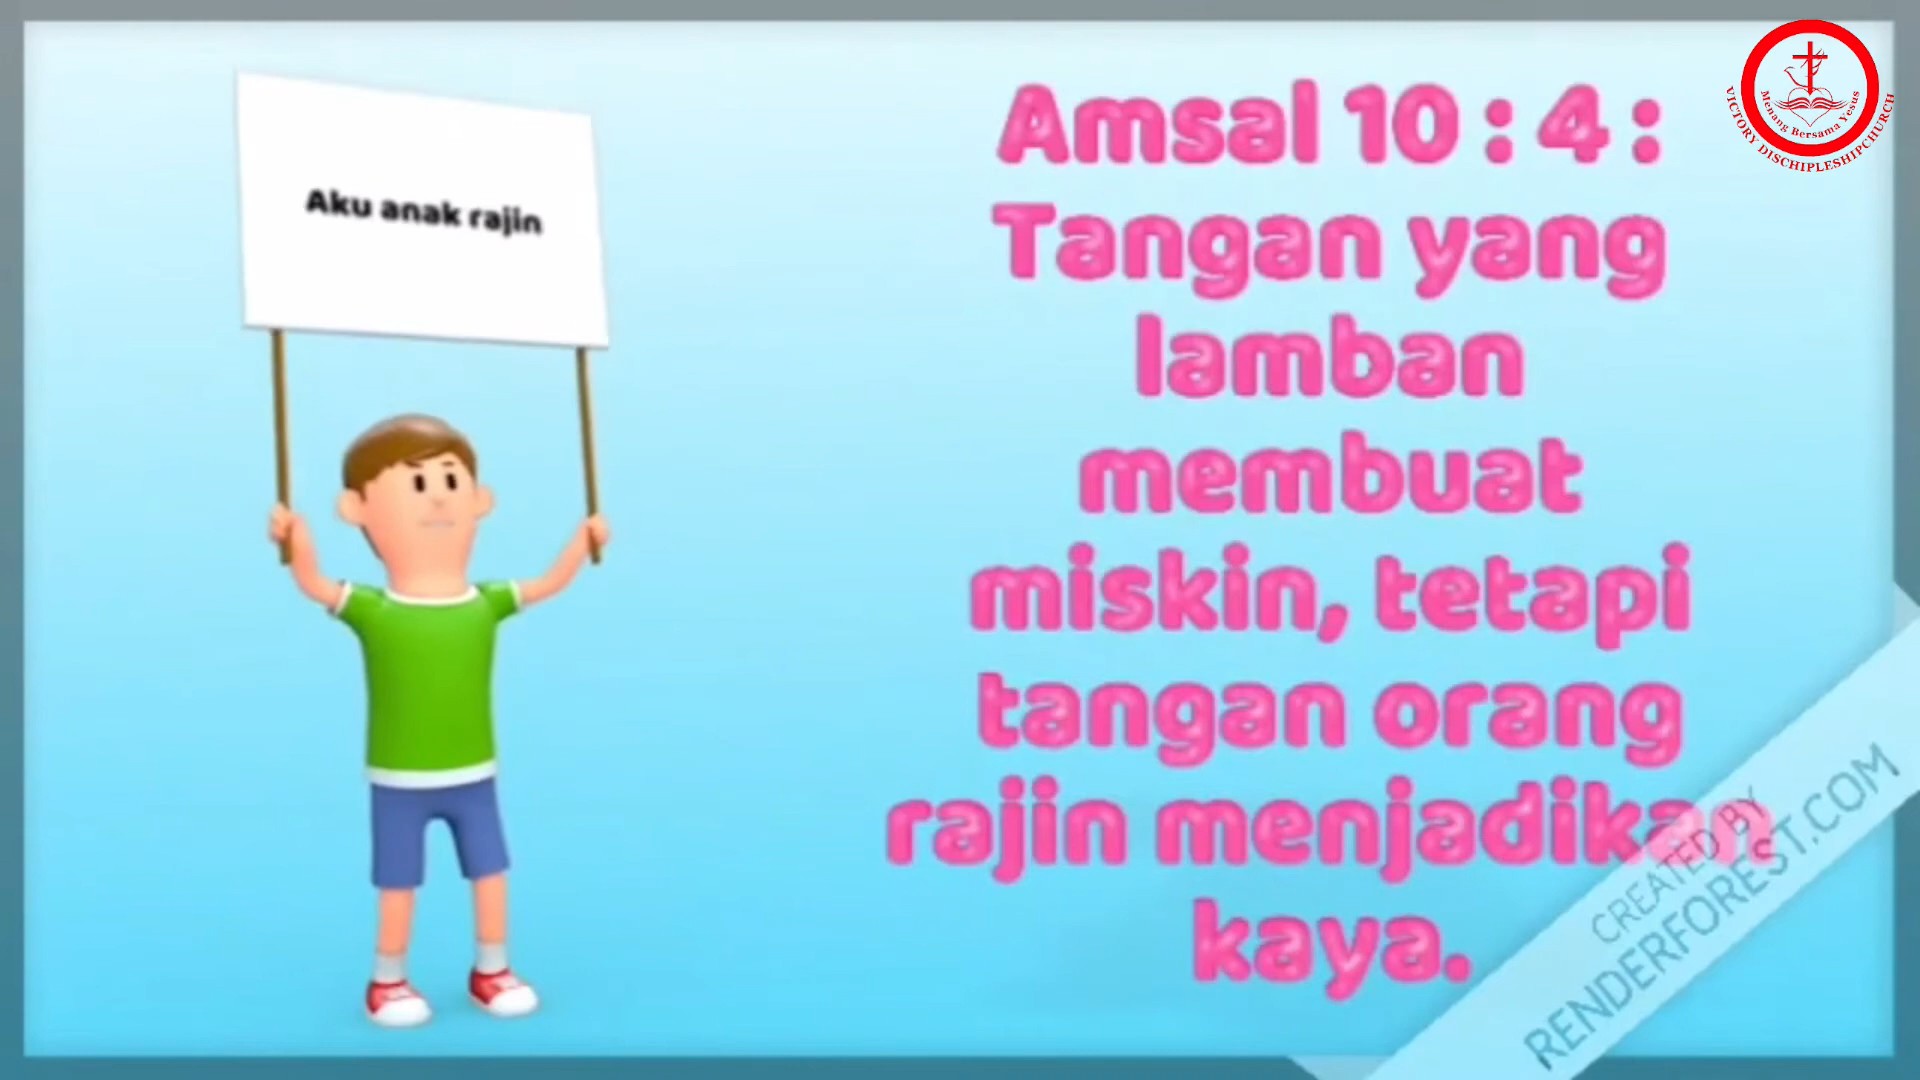 Aku anak rajin
Amsal 10 : 4 :
Tangan yang
lamban
membuat
miskin, tetapi
tangan orang
rajin menjadikan
kaya.
Menang Bersama Yesus
VICTORY DISCHIPLESHIPCHURCH
CREATED BY
RENDERFOREST.COM